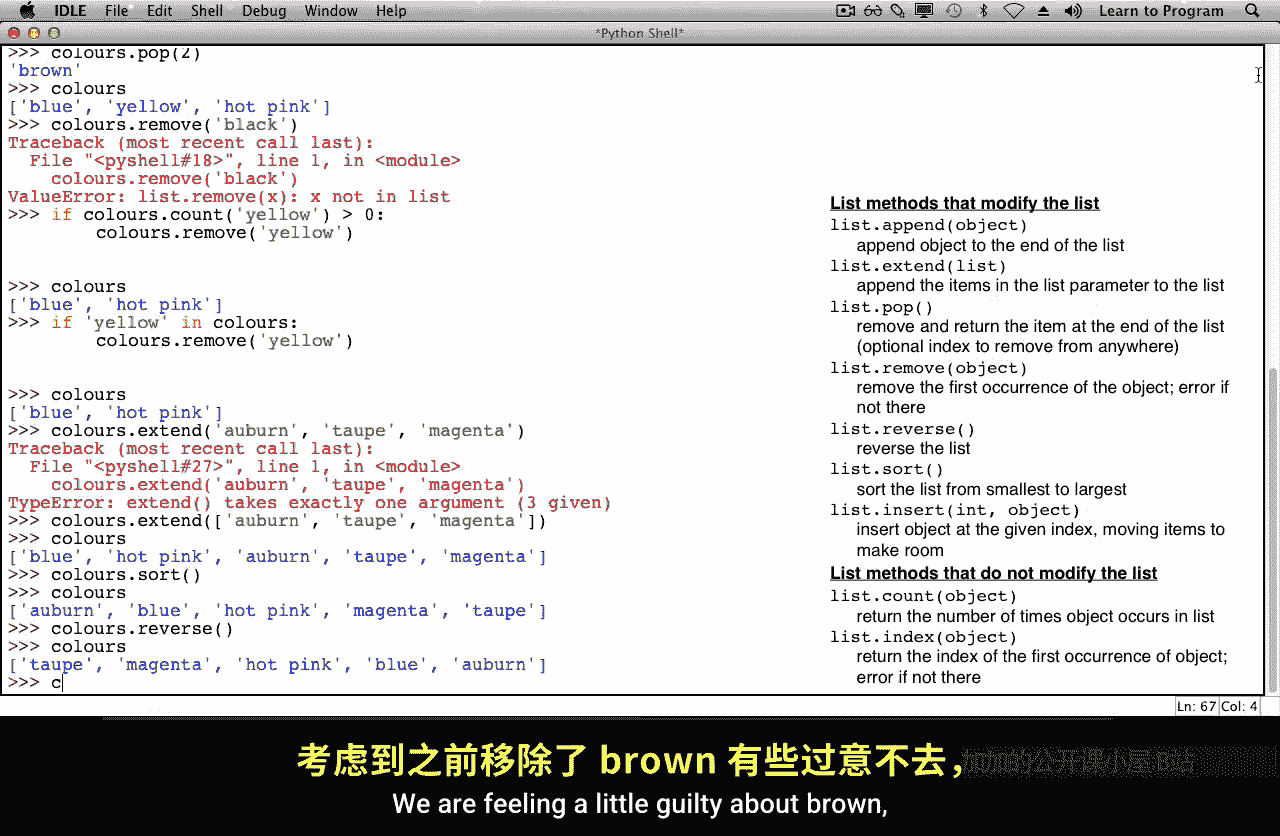 IDLE File Edit Shell Debug Window Help Learn to Program
*Python Shell*
>>> colours.pop(2)
'brown'
>>> colours
['blue', 'yellow', 'hot pink']
>>> colours.remove('black')
Traceback (most recent call last):
  File "<pyshell#18>", line 1, in <module>
    colours.remove('black')
ValueError: list.remove(x): x not in list
>>> if colours.count('yellow') > 0:
        colours.remove('yellow')
>>> colours
['blue', 'hot pink']
>>> if 'yellow' in colours:
        colours.remove('yellow')
>>> colours
['blue', 'hot pink']
>>> colours.extend('auburn', 'taupe', 'magenta')
Traceback (most recent call last):
  File "<pyshell#27>", line 1, in <module>
    colours.extend('auburn', 'taupe', 'magenta')
TypeError: extend() takes exactly one argument (3 given)
>>> colours.extend(['auburn', 'taupe', 'magenta'])
>>> colours
['blue', 'hot pink', 'auburn', 'taupe', 'magenta']
>>> colours.sort()
>>> colours
['auburn', 'blue', 'hot pink', 'magenta', 'taupe']
>>> colours.reverse()
>>> colours
['taupe', 'magenta', 'hot pink', 'blue', 'auburn']
>>> c
List methods that modify the list
list.append(object)
append object to the end of the list
list.extend(list)
append the items in the list parameter to the list
list.pop()
remove and return the item at the end of the list
(optional index to remove from anywhere)
list.remove(object)
remove the first occurrence of the object; error if
not there
list.reverse()
reverse the list
list.sort()
sort the list from smallest to largest
list.insert(int, object)
insert object at the given index, moving items to
make room
List methods that do not modify the list
list.count(object)
return the number of times object occurs in list
list.index(object)
return the index of the first occurrence of object;
error if not there
Ln: 67 Col: 4
考虑到之前移除了 brown 有些过意不去，
加加的公开课小屋 B站
We are feeling a little guilty about brown,